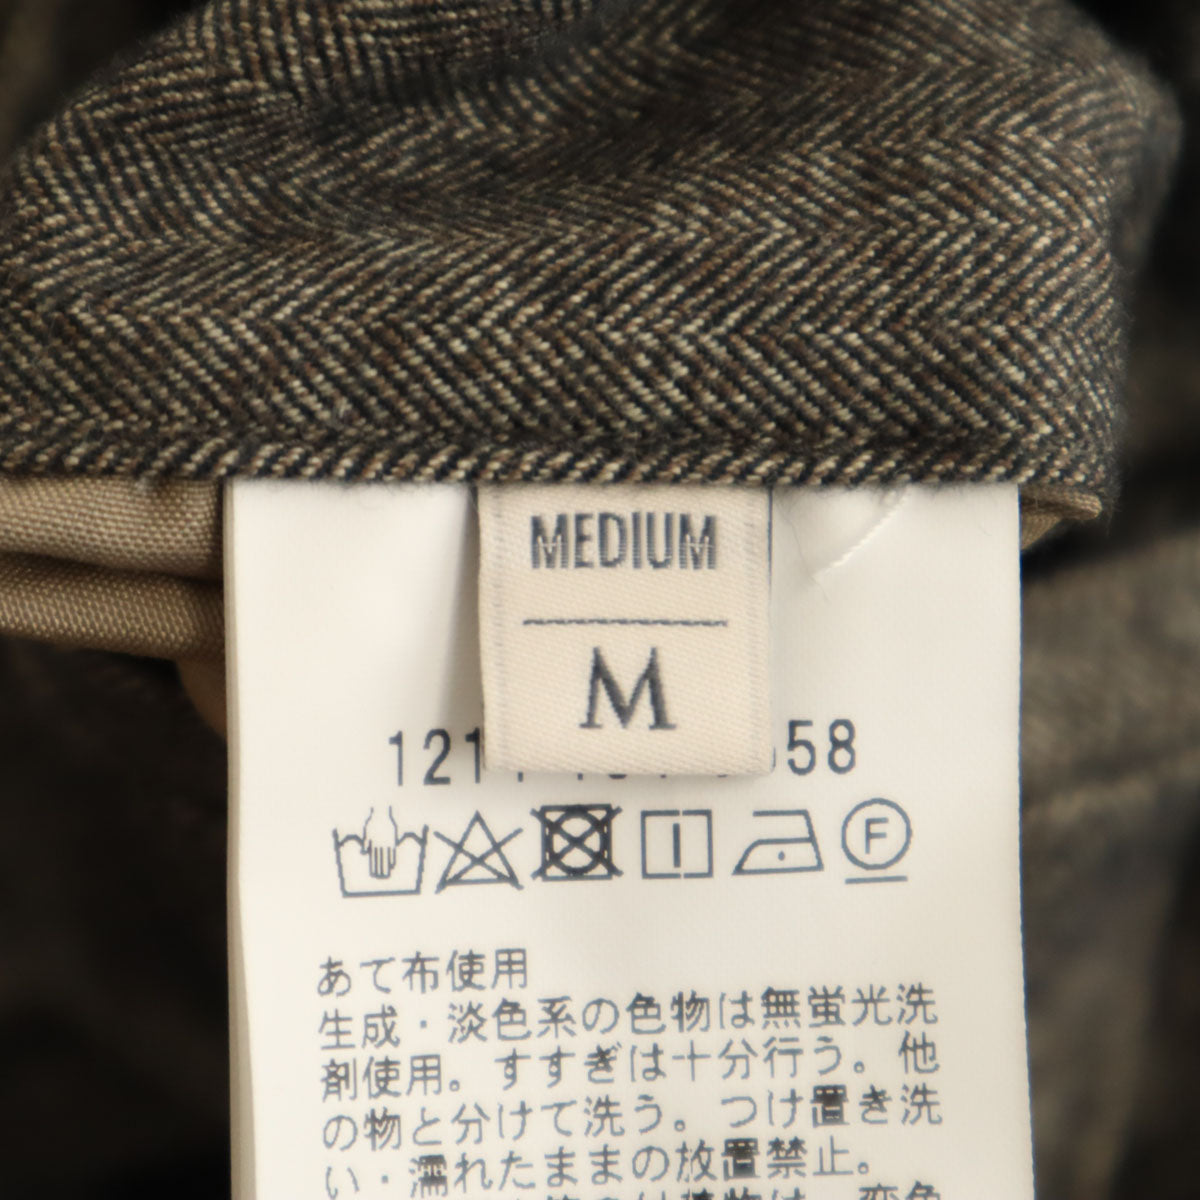 MEDIUM
M
121 58
F
あて布使用
生成・淡色系の色物は無蛍光洗
剤使用。すすぎは十分行う。他
の物と分けて洗う。つけ置き洗
い・濡れたままの放置禁止。